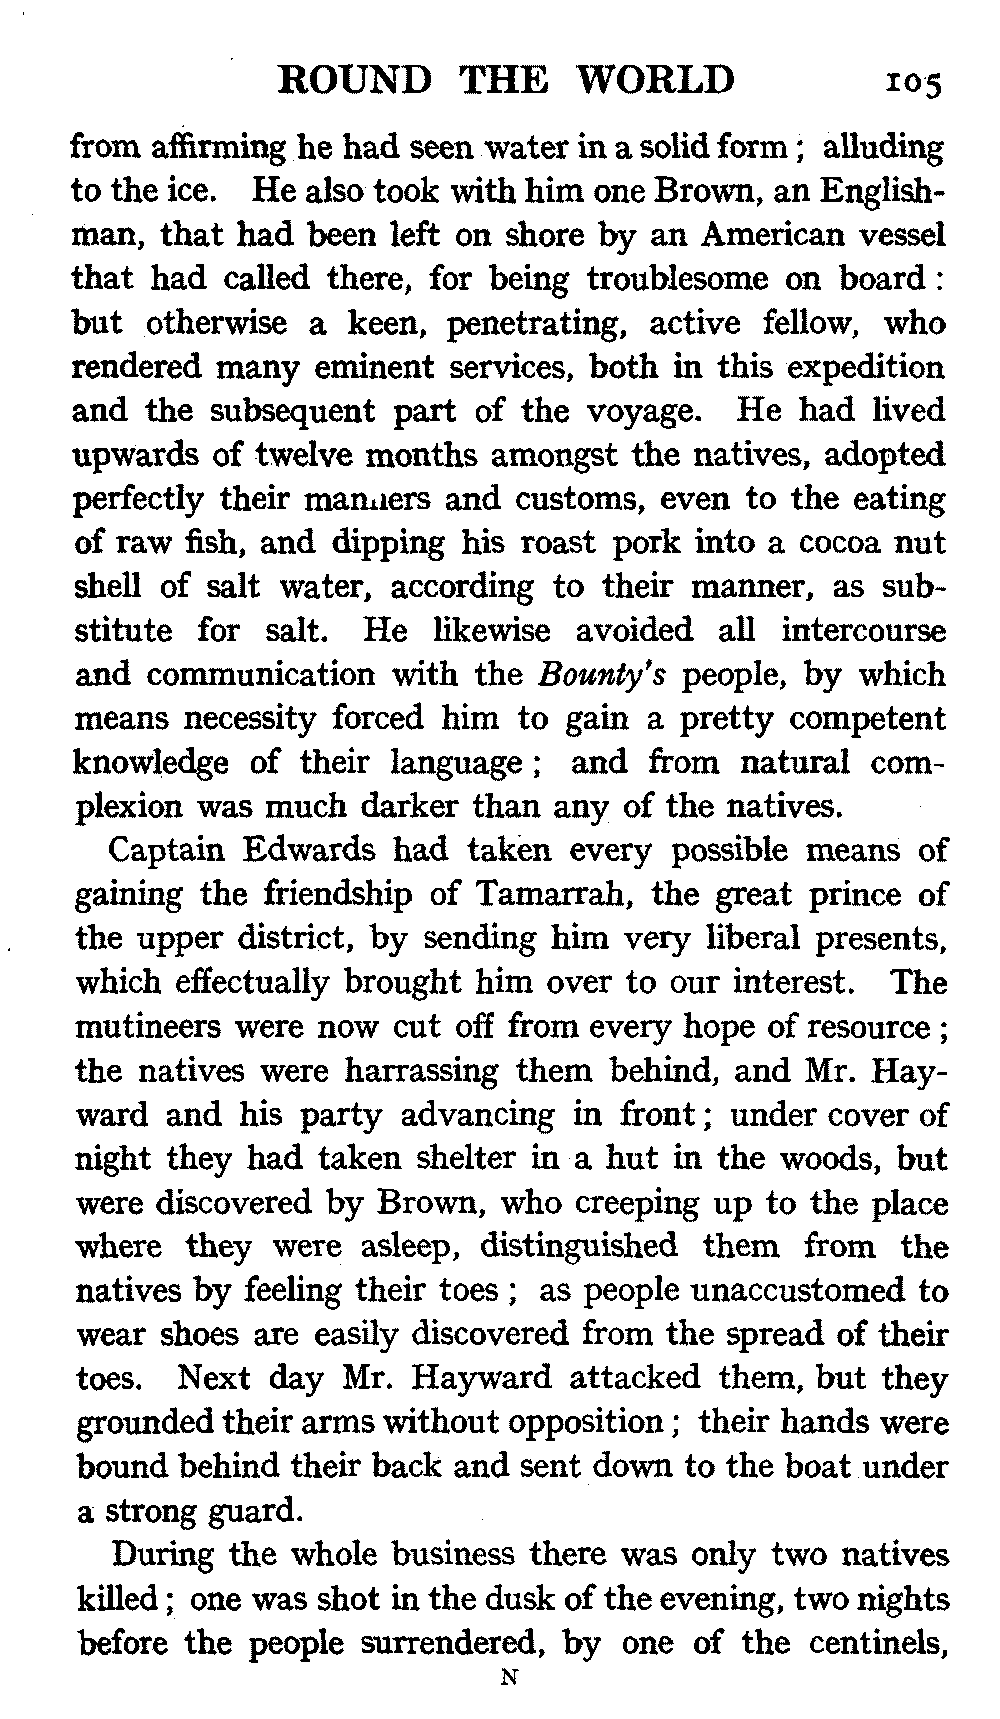 ROUND THE WORLD 105
from affirming he had seen water in a solid form ; alluding
to the ice. He also took with him one Brown, an English-
man, that had been left on shore by an American vessel
that had called there, for being troublesome on board :
but otherwise a keen, penetrating, active fellow, who
rendered many eminent services, both in this expedition
and the subsequent part of the voyage. He had lived
upwards of twelve months amongst the natives, adopted
perfectly their manners and customs, even to the eating
of raw fish, and dipping his roast pork into a cocoa nut
shell of salt water, according to their manner, as sub-
stitute for salt. He likewise avoided all intercourse
and communication with the Bounty's people, by which
means necessity forced him to gain a pretty competent
knowledge of their language ; and from natural com-
plexion was much darker than any of the natives.
Captain Edwards had taken every possible means of
gaining the friendship of Tamarrah, the great prince of
the upper district, by sending him very liberal presents,
which effectually brought him over to our interest. The
mutineers were now cut off from every hope of resource ;
the natives were harrassing them behind, and Mr. Hay-
ward and his party advancing in front ; under cover of
night they had taken shelter in a hut in the woods, but
were discovered by Brown, who creeping up to the place
where they were asleep, distinguished them from the
natives by feeling their toes ; as people unaccustomed to
wear shoes are easily discovered from the spread of their
toes. Next day Mr. Hayward attacked them, but they
grounded their arms without opposition ; their hands were
bound behind their back and sent down to the boat under
a strong guard.
During the whole business there was only two natives
killed ; one was shot in the dusk of the evening, two nights
before the people surrendered, by one of the centinels,
N